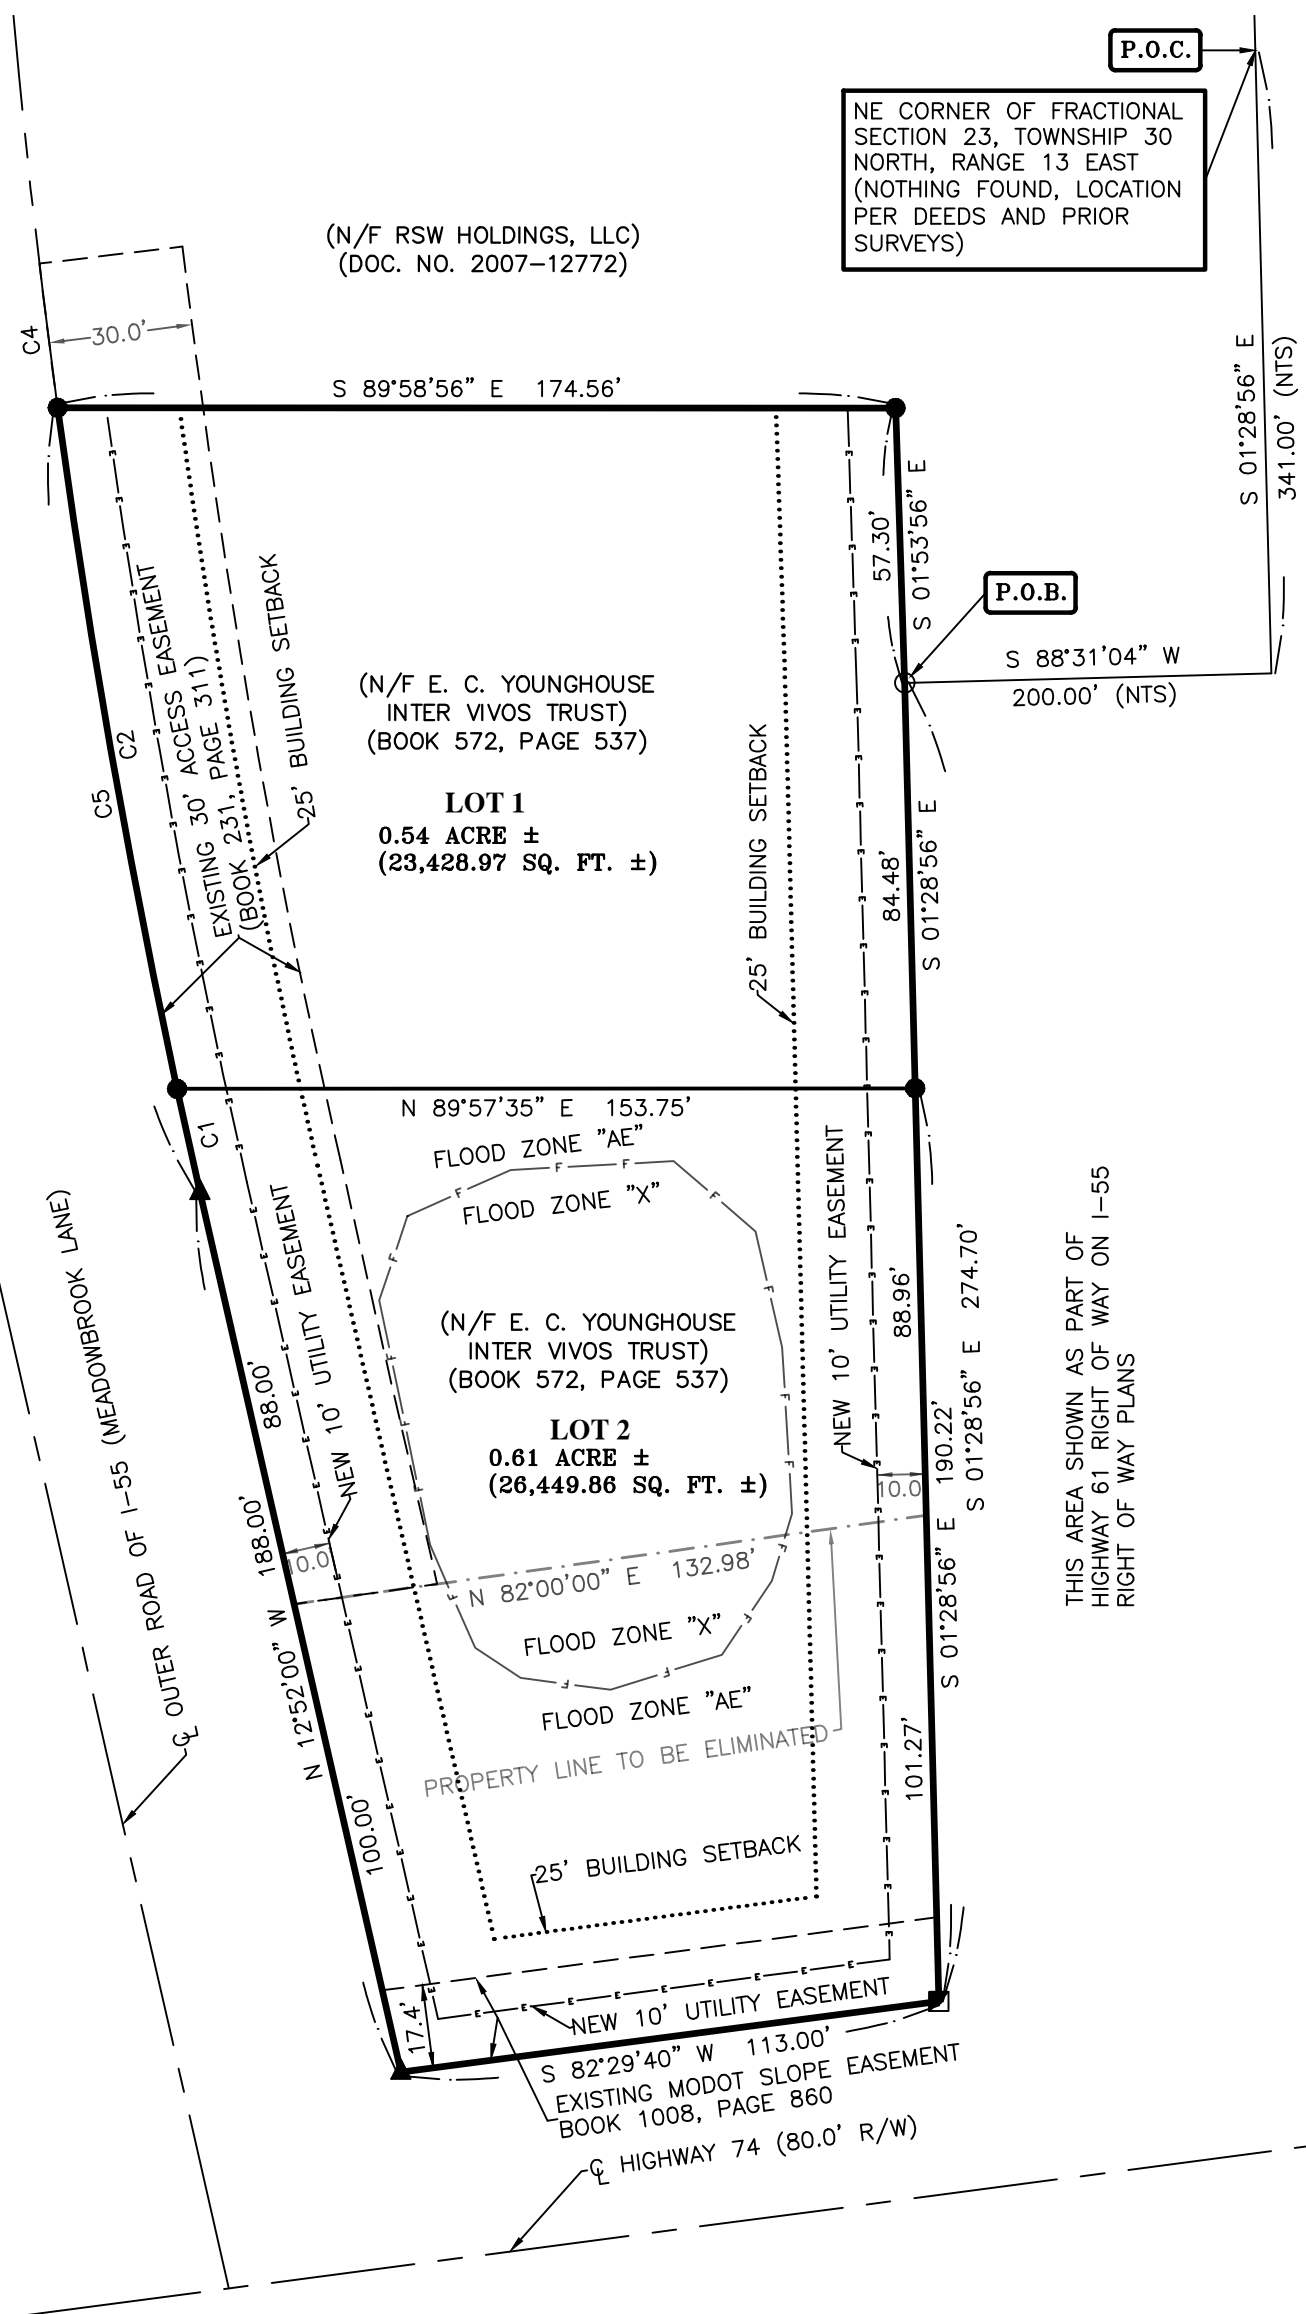 P.O.C.
NE CORNER OF FRACTIONAL
SECTION 23, TOWNSHIP 30
NORTH, RANGE 13 EAST
(NOTHING FOUND, LOCATION
PER DEEDS AND PRIOR
SURVEYS)
(N/F RSW HOLDINGS, LLC)
(DOC. NO. 2007-12772)
C4
30.0'
S 89°58'56" E 174.56'
S 01°28'56" E
341.00' (NTS)
57.30'
S 01°53'56" E
P.O.B.
S 88°31'04" W
200.00' (NTS)
EXISTING 30' ACCESS EASEMENT
(BOOK 231, PAGE 311)
25' BUILDING SETBACK
(N/F E. C. YOUNGHOUSE
INTER VIVOS TRUST)
(BOOK 572, PAGE 537)
LOT 1
0.54 ACRE ±
(23,428.97 SQ. FT. ±)
25' BUILDING SETBACK
C2
C5
84.48'
S 01°28'56" E
N 89°57'35" E 153.75'
C1
FLOOD ZONE "AE"
FLOOD ZONE "X"
NEW 10' UTILITY EASEMENT
NEW 10' UTILITY EASEMENT
(N/F E. C. YOUNGHOUSE
INTER VIVOS TRUST)
(BOOK 572, PAGE 537)
LOT 2
0.61 ACRE ±
(26,449.86 SQ. FT. ±)
88.00'
188.00'
N 12°52'00" W
10.0
10.0
88.96'
S 01°28'56" E 190.22'
S 01°28'56" E 274.70'
THIS AREA SHOWN AS PART OF
HIGHWAY 61 RIGHT OF WAY ON I-55
RIGHT OF WAY PLANS
℄ OUTER ROAD OF I-55 (MEADOWBROOK LANE)
N 82°00'00" E 132.98'
FLOOD ZONE "X"
FLOOD ZONE "AE"
PROPERTY LINE TO BE ELIMINATED
101.27'
100.00'
25' BUILDING SETBACK
17.4'
NEW 10' UTILITY EASEMENT
S 82°29'40" W 113.00'
EXISTING MODOT SLOPE EASEMENT
BOOK 1008, PAGE 860
℄ HIGHWAY 74 (80.0' R/W)